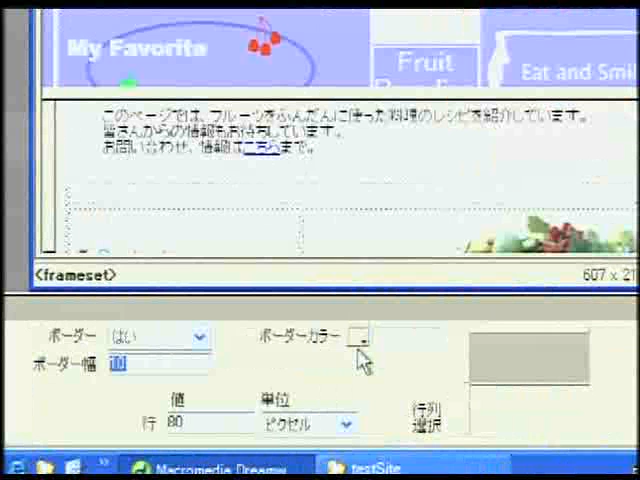 My Favorite
Fruit
Eat and Smil
このページでは、フルーツをふんだんに使った料理のレシピを紹介しています。
皆さんからの情報もお待ちしています。
お問い合わせ、情報はこちらまで。
<frameset>
607 x 21
ボーダー はい ボーダーカラー
ボーダー幅 10
値 単位
行 80 ピクセル
行列
選択
Macromedia Dreamw
testSite